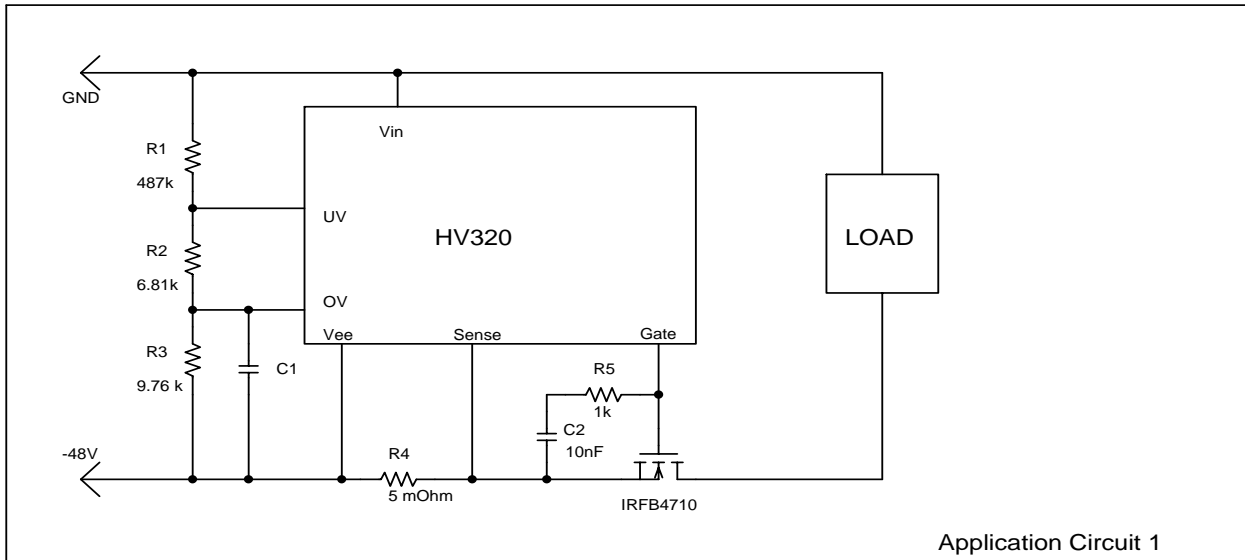 GND
Vin
R1
487k
UV
HV320
LOAD
R2
6.81k
OV
Vee
Sense
Gate
R3
9.76 k
C1
R5
1k
C2
10nF
-48V
R4
5 mOhm
IRFB4710
Application Circuit 1